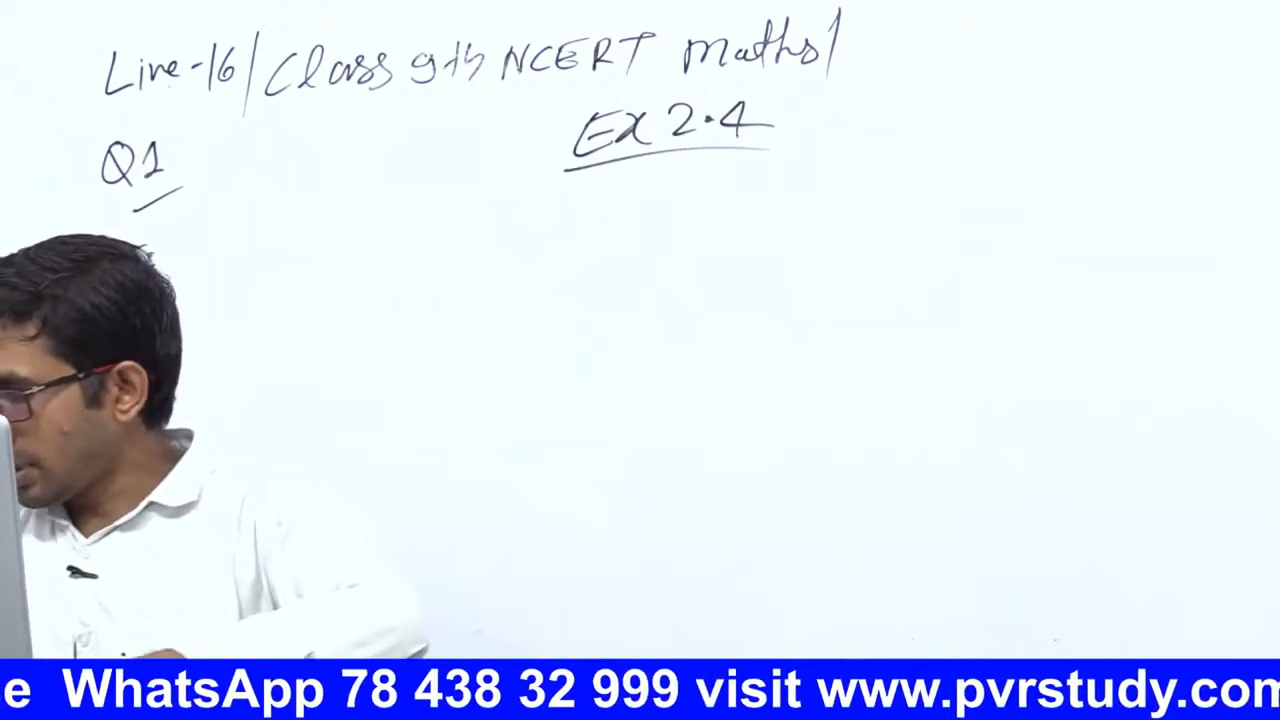 Live-16/Class 9th NCERT Maths/
Ex 2.4
Q1
WhatsApp 78 438 32 999 visit www.pvrstudy.com